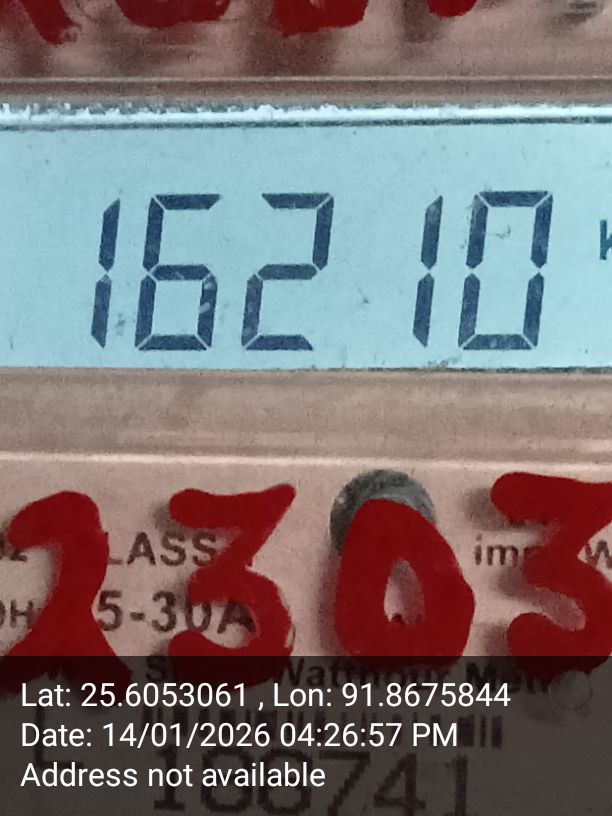 16210
2303
LASS
5-30A
Lat: 25.6053061 , Lon: 91.8675844
Date: 14/01/2026 04:26:57 PM
Address not available
188741